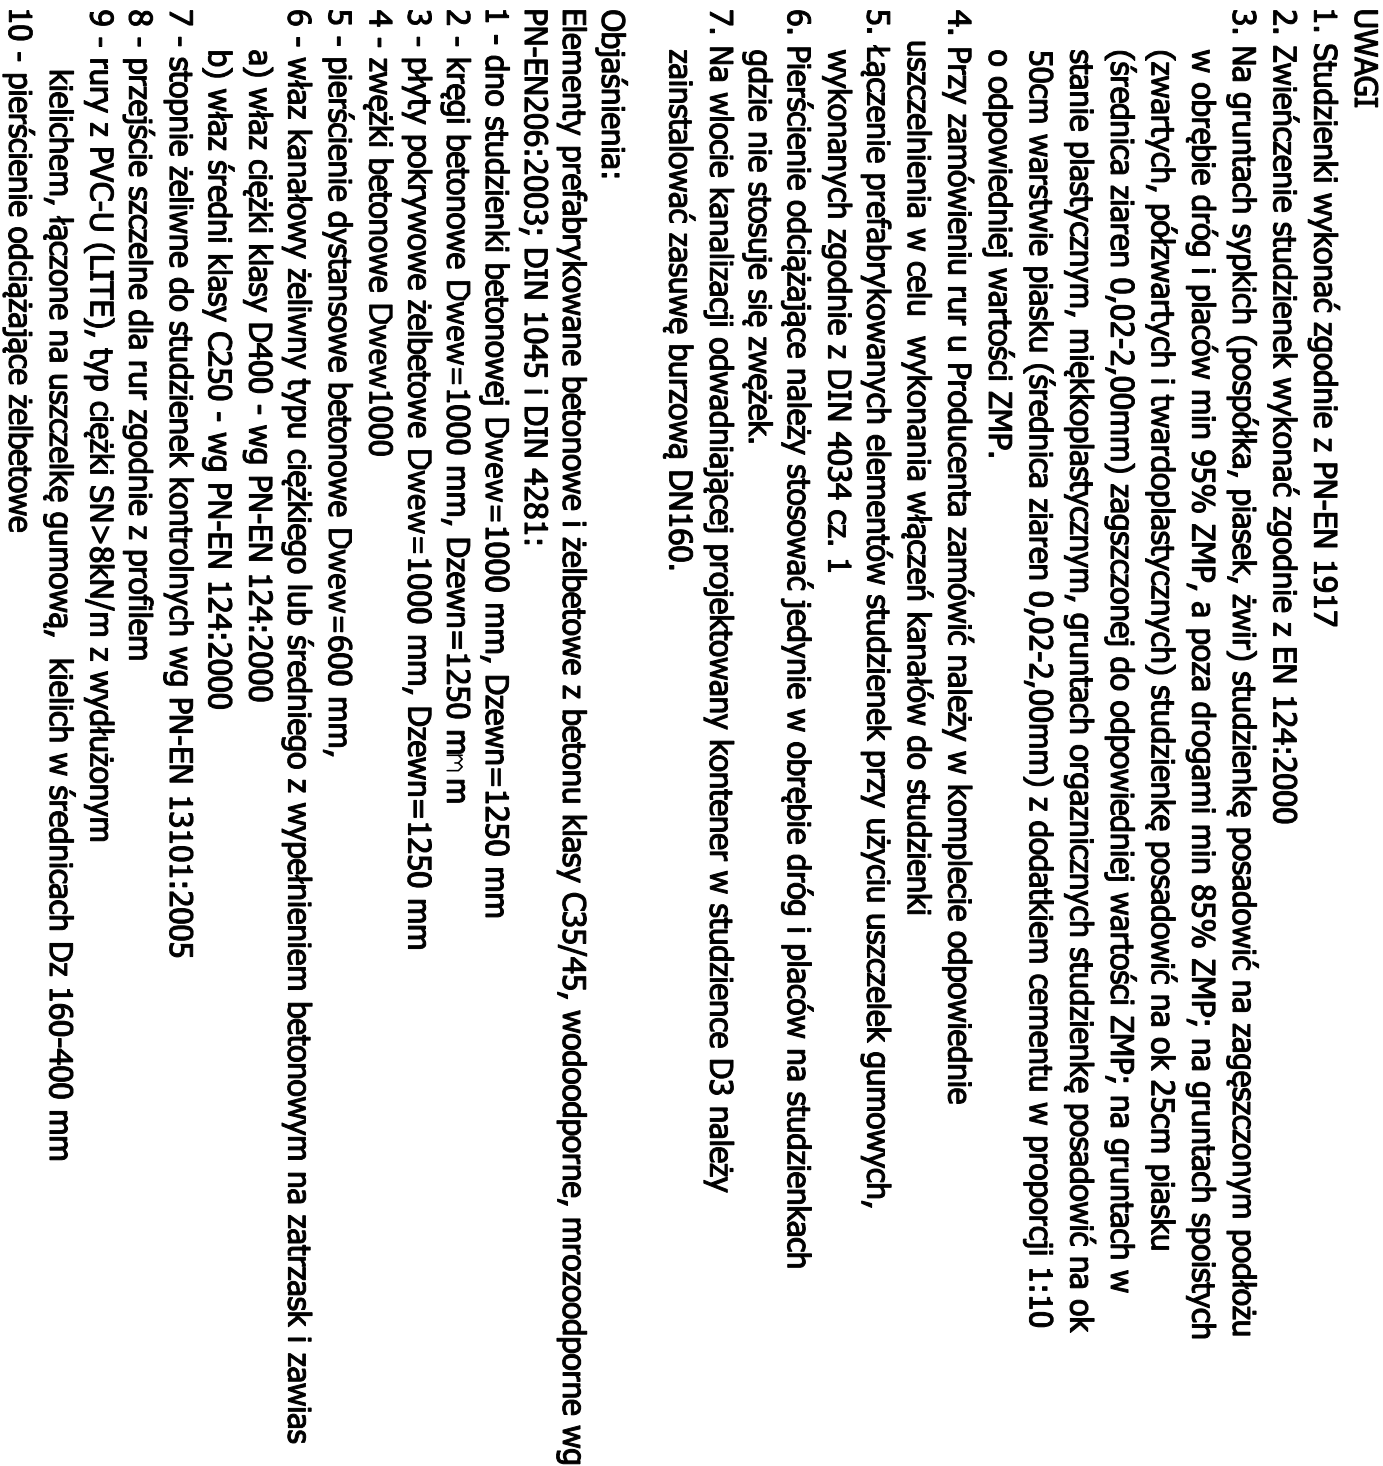 UWAGI
1. Studzienki wykonać zgodnie z PN-EN 1917
2. Zwieńczenie studzienek wykonać zgodnie z EN 124:2000
3. Na gruntach sypkich (pospółka, piasek, żwir) studzienkę posadowić na zagęszczonym podłożu
w obrębie dróg i placów min 95% ZMP, a poza drogami min 85% ZMP; na gruntach spoistych
(zwartych, półzwartych i twardoplastycznych) studzienkę posadowić na ok 25cm piasku
(średnica ziaren 0,02-2,00mm) zagszczonej do odpowiedniej wartości ZMP; na gruntach w
stanie plastycznym, miękkoplastycznym, gruntach orgaznicznych studzienkę posadowić na ok
50cm warstwie piasku (średnica ziaren 0,02-2,00mm) z dodatkiem cementu w proporcji 1:10
o odpowiedniej wartości ZMP.
4. Przy zamówieniu rur u Producenta zamówić należy w komplecie odpowiednie
uszczelnienia w celu  wykonania włączeń kanałów do studzienki
5. Łączenie prefabrykowanych elementów studzienek przy użyciu uszczelek gumowych,
wykonanych zgodnie z DIN 4034 cz. 1
6. Pierścienie odciążające należy stosować jedynie w obrębie dróg i placów na studzienkach
gdzie nie stosuje się zwężek.
7. Na wlocie kanalizacji odwadniającej projektowany kontener w studzience D3 należy
zainstalować zasuwę burzową DN160.
Objaśnienia:
Elementy prefabrykowane betonowe i żelbetowe z betonu klasy C35/45, wodoodporne, mrozoodporne wg
PN-EN206:2003; DIN 1045 i DIN 4281:
1 - dno studzienki betonowej Dwew=1000 mm, Dzewn=1250 mm
2 - kręgi betonowe Dwew=1000 mm, Dzewn=1250 mm m
3 - płyty pokrywowe żelbetowe Dwew=1000 mm, Dzewn=1250 mm
4 - zwężki betonowe Dwew1000
5 - pierścienie dystansowe betonowe Dwew=600 mm,
6 - właz kanałowy żeliwny typu ciężkiego lub średniego z wypełnieniem betonowym na zatrzask i zawias
a) właz ciężki klasy D400 - wg PN-EN 124:2000
b) właz średni klasy C250 - wg PN-EN 124:2000
7 - stopnie żeliwne do studzienek kontrolnych wg PN-EN 13101:2005
8 - przejście szczelne dla rur zgodnie z profilem
9 - rury z PVC-U (LITE), typ ciężki SN>8kN/m z wydłużonym
kielichem, łączone na uszczelkę gumową,  kielich w średnicach Dz 160-400 mm
10 - pierścienie odciążające żelbetowe